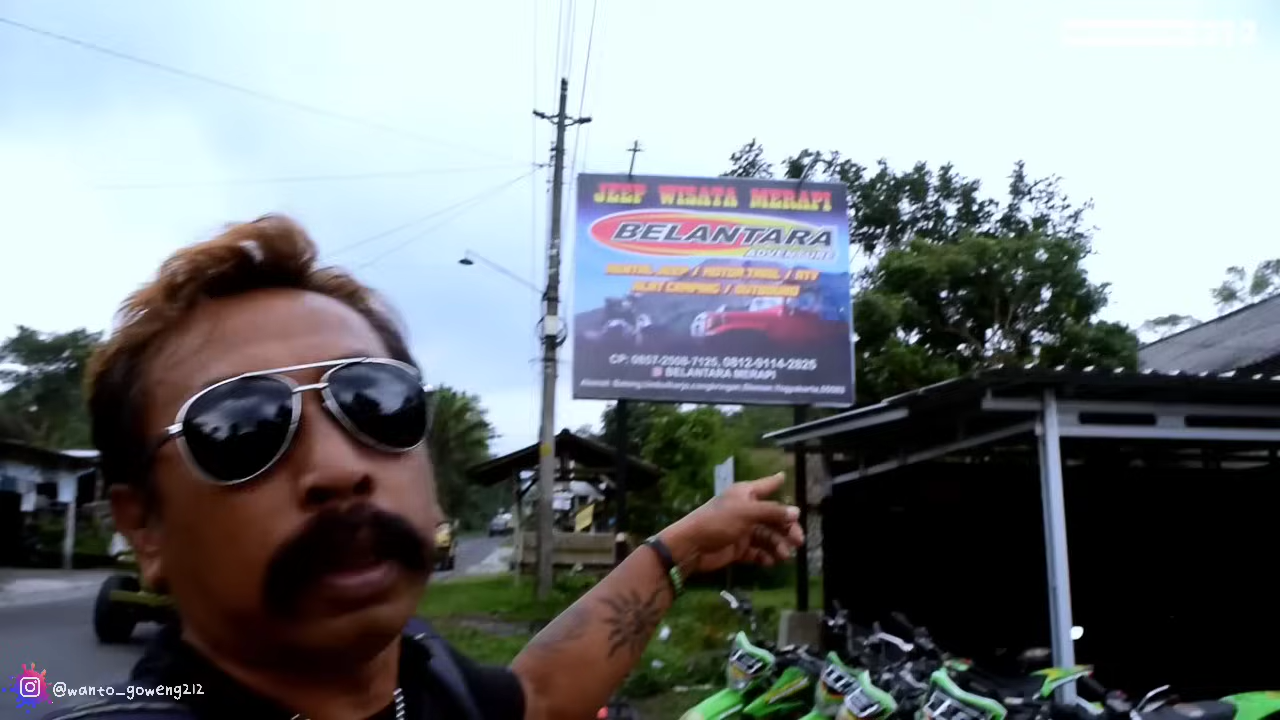 JEEP WISATA MERAPI
BELANTARA
ADVENTURE
RENTAL JEEP / MOTOR TRAIL / ATV
ALAT CAMPING / OUTBOUND
CP: 0857-2508-7125, 0812-9114-2825
BELANTARA MERAPI
@wanto_goweng212